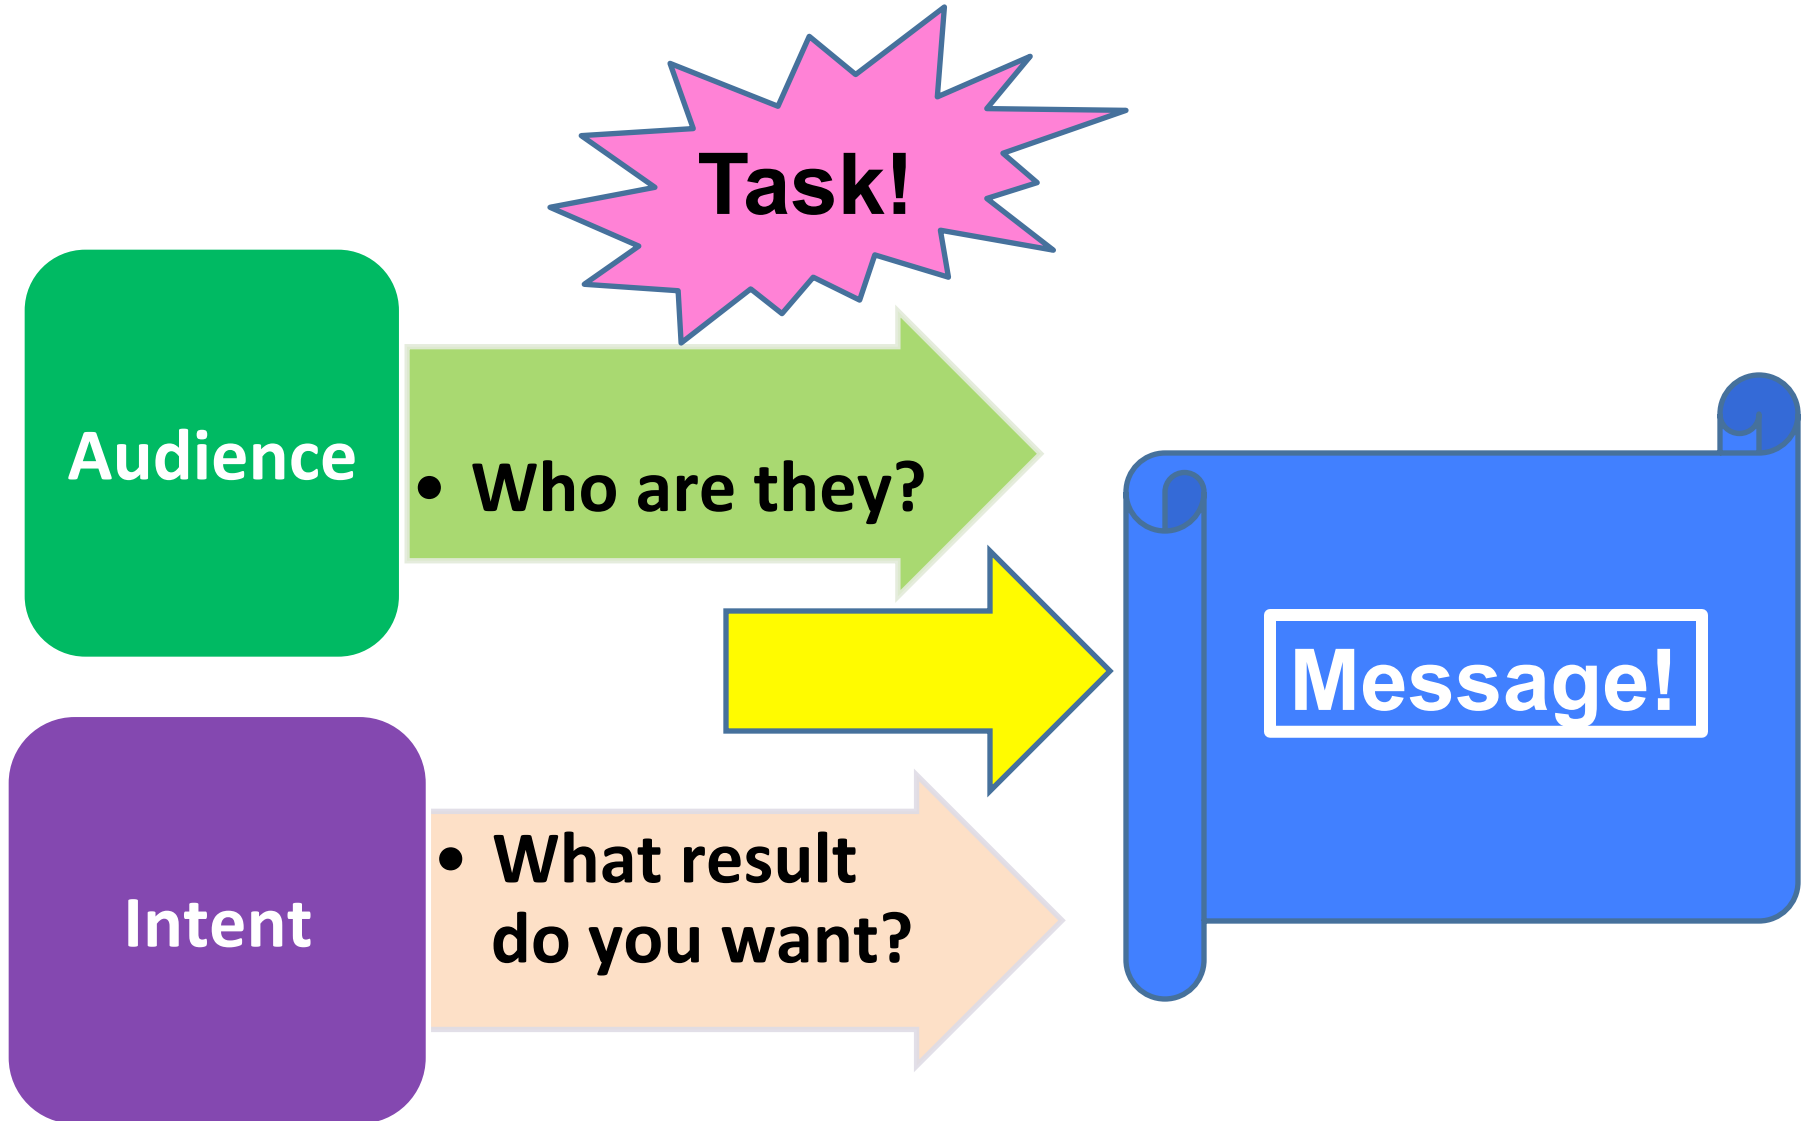 Task!
Audience
• Who are they?
Message!
Intent
• What result
do you want?